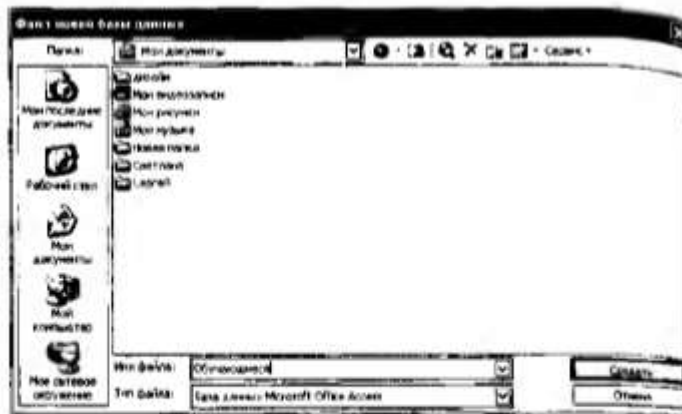 Файл новой базы данных
Папка:
Мои документы
Сервис
дизайн
Мои видеозаписи
Мои рисунки
Моя музыка
Новая папка
Светлана
Сергей
Мои последние
документы
Рабочий стол
Мои
документы
Мой
компьютер
Мое сетевое
окружение
Имя файла:
Обучающиеся
Создать
Тип файла:
База данных Microsoft Office Access
Отмена